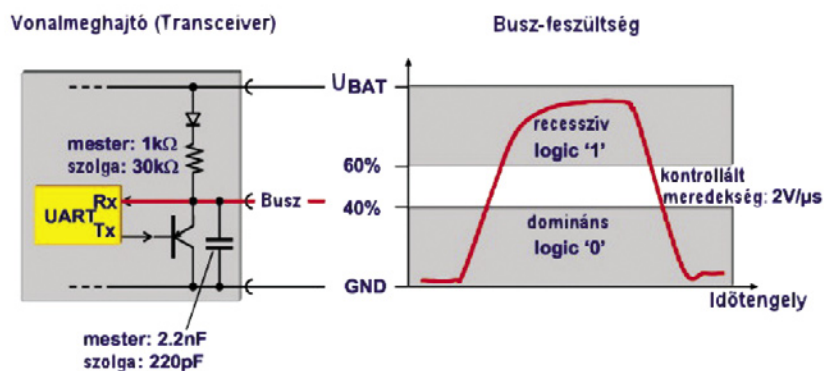 Vonalmeghajtó (Transceiver)
Busz-feszültség
UBAT
mester: 1kΩ
szolga: 30kΩ
Rx
UART
Tx
Busz
60%
40%
GND
recesszív
logic ‘1’
kontrollált
meredekség: 2V/µs
domináns
logic ‘0’
Időtengely
mester: 2.2nF
szolga: 220pF